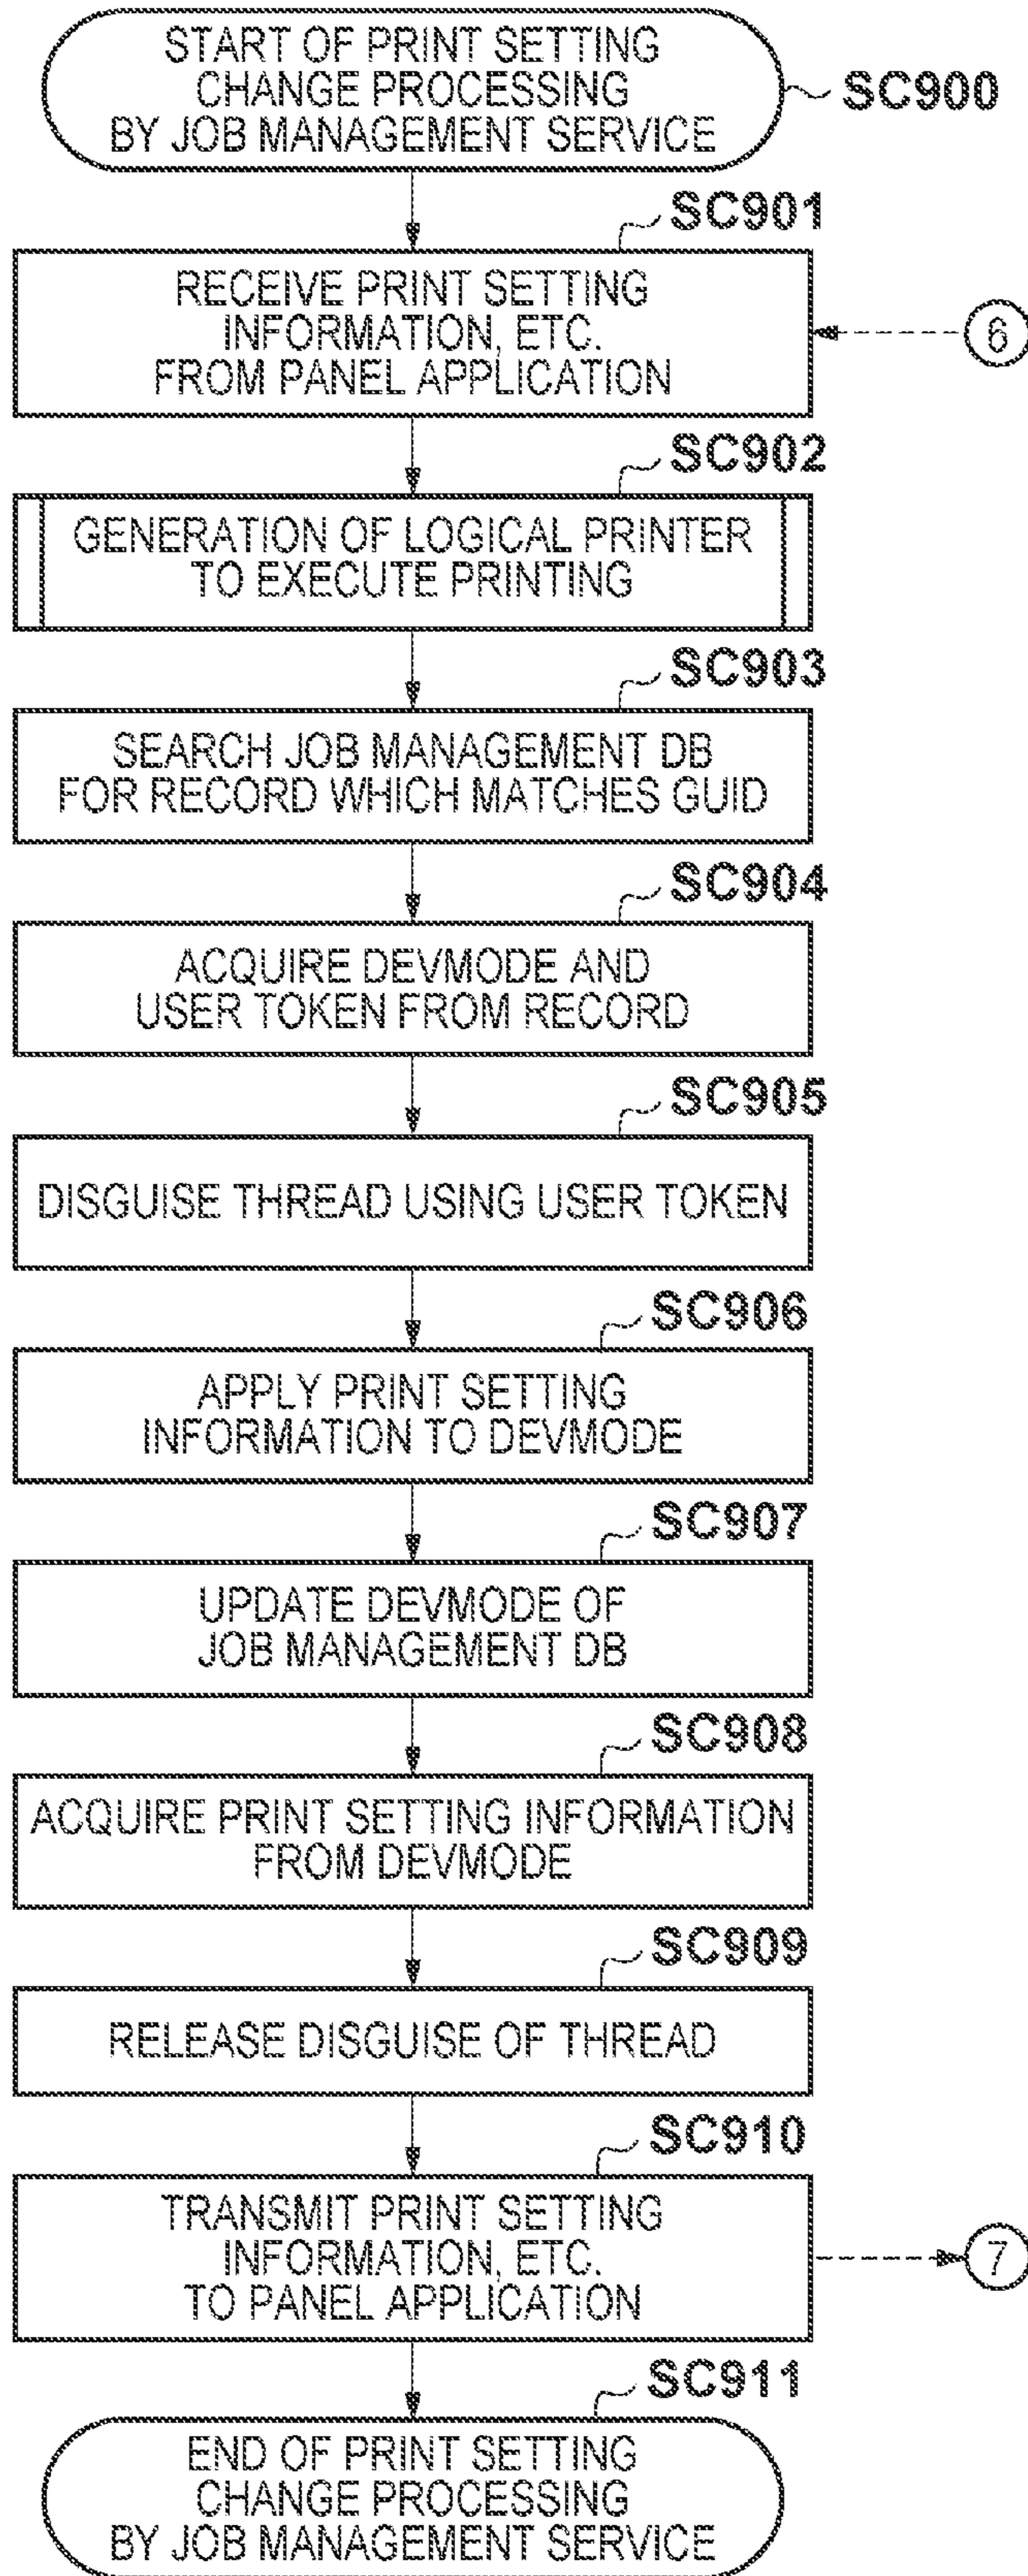 START OF PRINT SETTING
CHANGE PROCESSING
BY JOB MANAGEMENT SERVICE
SC900
SC901
RECEIVE PRINT SETTING
INFORMATION, ETC.
FROM PANEL APPLICATION
6
SC902
GENERATION OF LOGICAL PRINTER
TO EXECUTE PRINTING
SC903
SEARCH JOB MANAGEMENT DB
FOR RECORD WHICH MATCHES GUID
SC904
ACQUIRE DEVMODE AND
USER TOKEN FROM RECORD
SC905
DISGUISE THREAD USING USER TOKEN
SC906
APPLY PRINT SETTING
INFORMATION TO DEVMODE
SC907
UPDATE DEVMODE OF
JOB MANAGEMENT DB
SC908
ACQUIRE PRINT SETTING INFORMATION
FROM DEVMODE
SC909
RELEASE DISGUISE OF THREAD
SC910
TRANSMIT PRINT SETTING
INFORMATION, ETC.
TO PANEL APPLICATION
7
SC911
END OF PRINT SETTING
CHANGE PROCESSING
BY JOB MANAGEMENT SERVICE